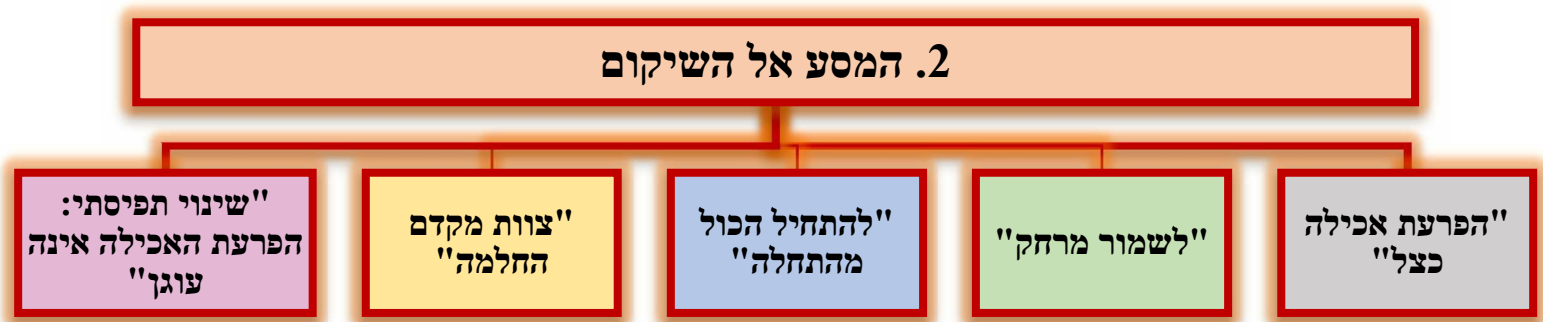 2. המסע אל השיקום
"הפרעת אכילה
כצל"
"לשמור מרחק"
"להתחיל הכול
מהתחלה"
"צוות מקדם
החלמה"
"שינוי תפיסתי:
הפרעת האכילה אינה
עוגן"